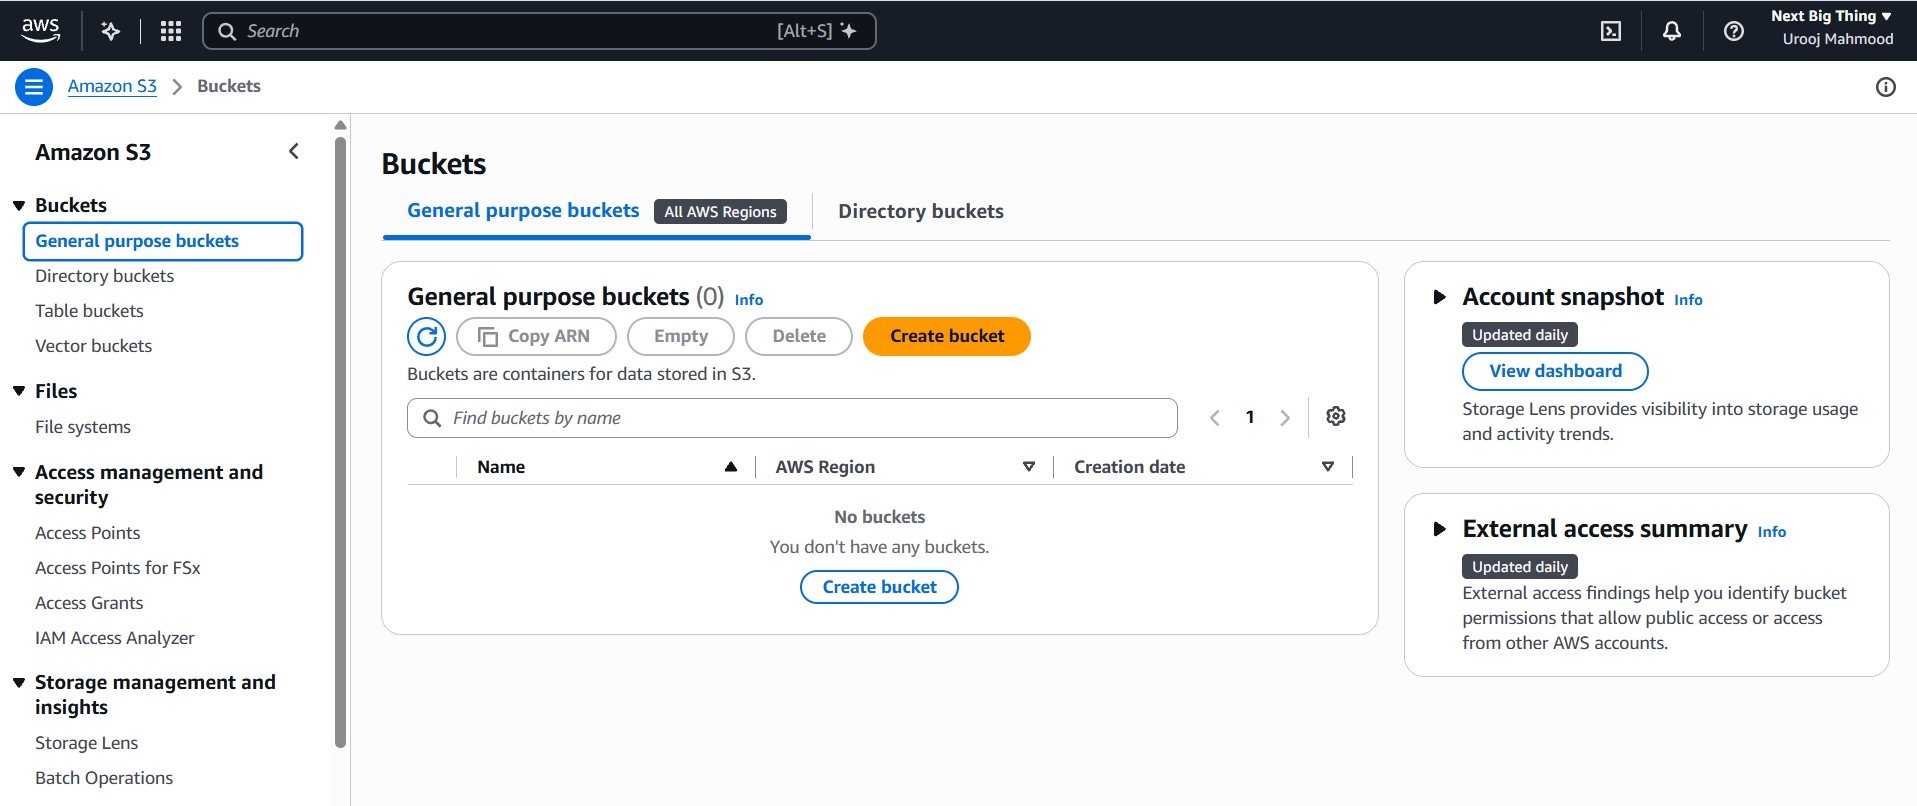 aws
Search
[Alt+S]
Next Big Thing
Urooj Mahmood
Amazon S3
Buckets
Amazon S3
Buckets
General purpose buckets
Directory buckets
Table buckets
Vector buckets
Files
File systems
Access management and
security
Access Points
Access Points for FSx
Access Grants
IAM Access Analyzer
Storage management and
insights
Storage Lens
Batch Operations
Buckets
General purpose buckets
All AWS Regions
Directory buckets
General purpose buckets (0) Info
Copy ARN
Empty
Delete
Create bucket
Buckets are containers for data stored in S3.
Find buckets by name
1
Name
AWS Region
Creation date
No buckets
You don't have any buckets.
Create bucket
Account snapshot Info
Updated daily
View dashboard
Storage Lens provides visibility into storage usage
and activity trends.
External access summary Info
Updated daily
External access findings help you identify bucket
permissions that allow public access or access
from other AWS accounts.